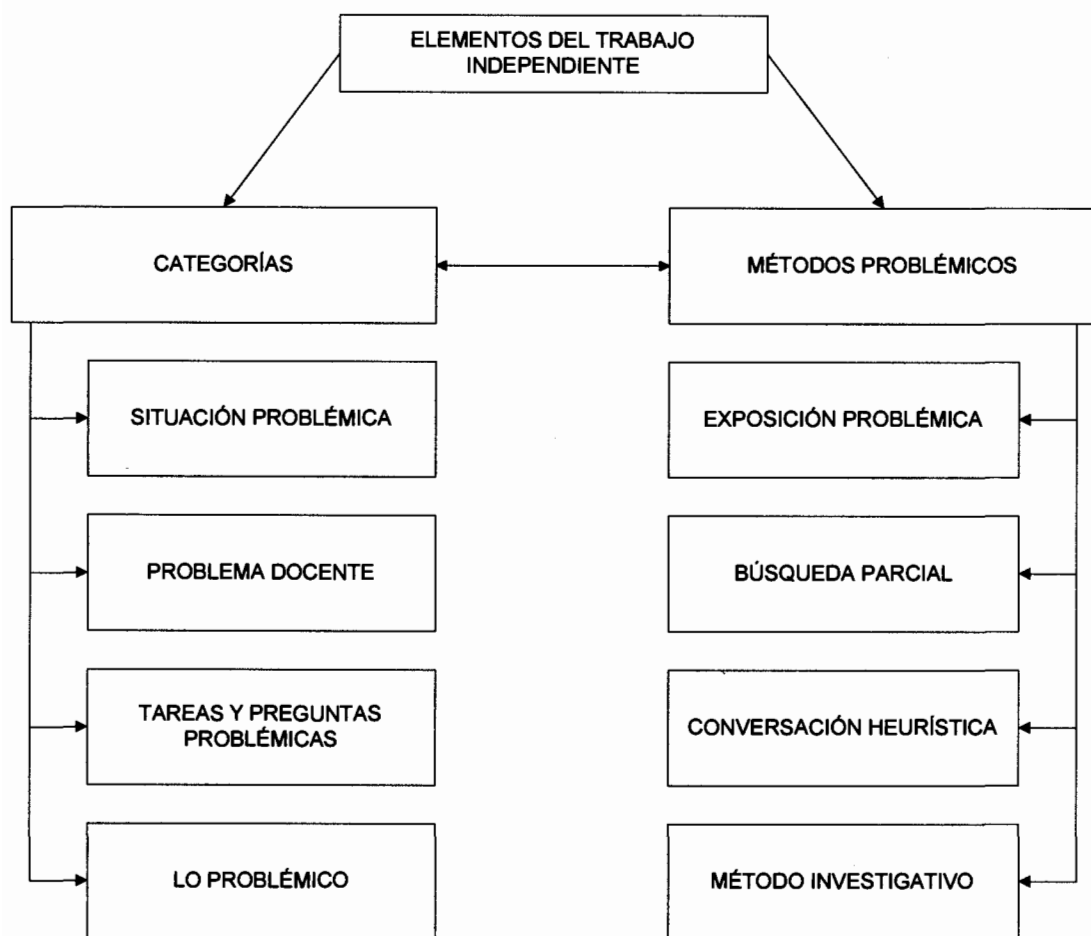 ELEMENTOS DEL TRABAJO
INDEPENDIENTE
CATEGORÍAS
MÉTODOS PROBLÉMICOS
SITUACIÓN PROBLÉMICA
EXPOSICIÓN PROBLÉMICA
PROBLEMA DOCENTE
BÚSQUEDA PARCIAL
TAREAS Y PREGUNTAS
PROBLÉMICAS
CONVERSACIÓN HEURÍSTICA
LO PROBLÉMICO
MÉTODO INVESTIGATIVO